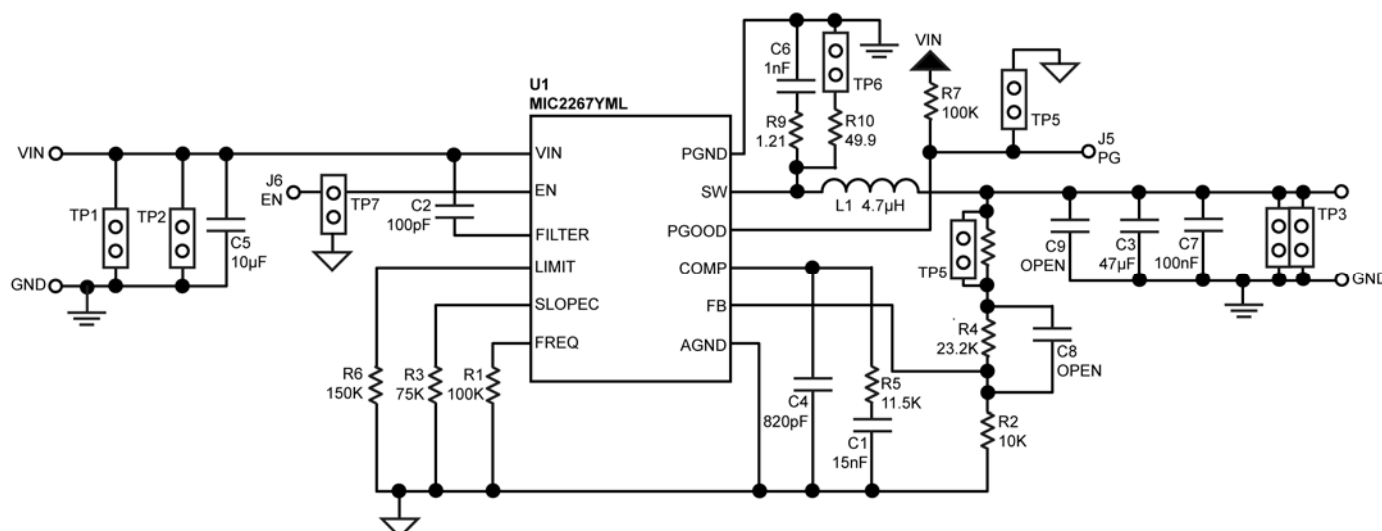 VIN
C6
1nF
TP6
R7
100K
TP5
U1
MIC2267YML
R9
1.21
R10
49.9
J5
PG
VIN
VIN
PGND
J6
EN
EN
TP7
SW
L1 4.7µH
TP1
TP2
C5
10µF
C2
100pF
FILTER
PGOOD
TP5
C9
OPEN
C3
47µF
C7
100nF
TP3
GND
LIMIT
COMP
GND
SLOPEC
FB
R4
23.2K
C8
OPEN
FREQ
AGND
R6
150K
R3
75K
R1
100K
C4
820pF
R5
11.5K
C1
15nF
R2
10K